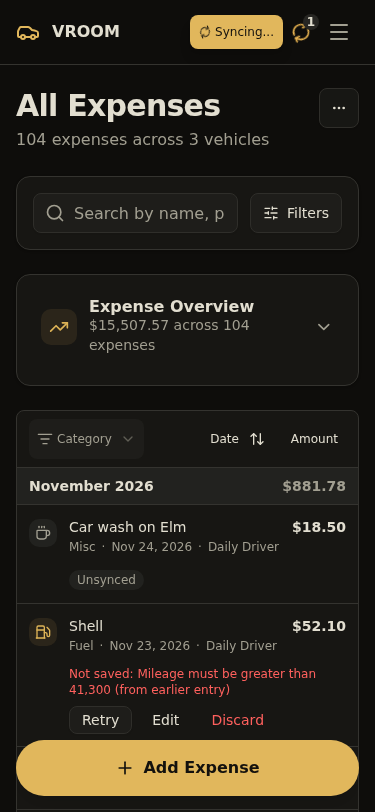 VROOM
Syncing...
1
All Expenses
104 expenses across 3 vehicles
Search by name, p
Filters
Expense Overview
$15,507.57 across 104
expenses
Category
Date
Amount
November 2026
$881.78
Car wash on Elm
$18.50
Misc · Nov 24, 2026 · Daily Driver
Unsynced
Shell
$52.10
Fuel · Nov 23, 2026 · Daily Driver
Not saved: Mileage must be greater than
41,300 (from earlier entry)
Retry
Edit
Discard
+ Add Expense